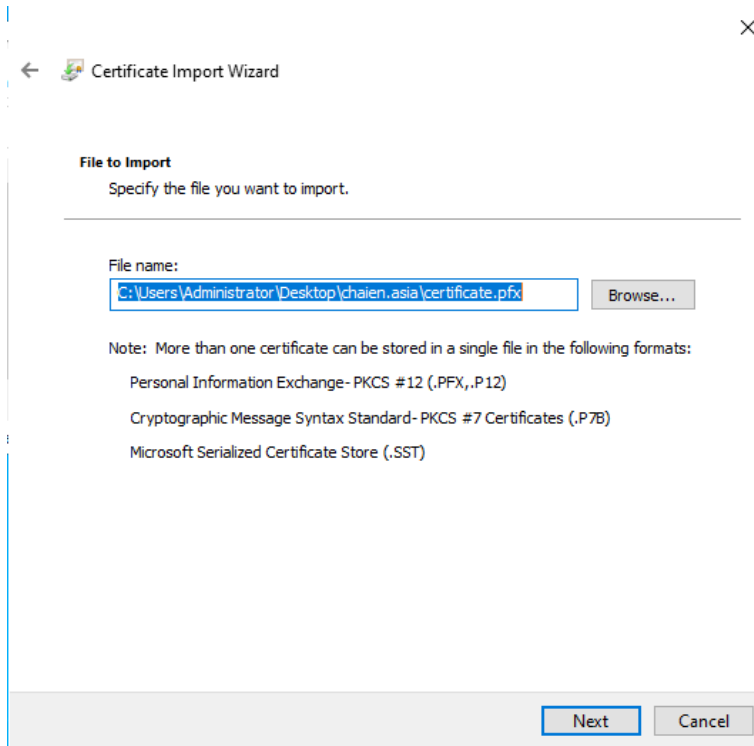 Certificate Import Wizard
File to Import
Specify the file you want to import.
File name:
C:\Users\Administrator\Desktop\chaien.asia\certificate.pfx
Browse...
Note: More than one certificate can be stored in a single file in the following formats:
Personal Information Exchange- PKCS #12 (.PFX,.P12)
Cryptographic Message Syntax Standard- PKCS #7 Certificates (.P7B)
Microsoft Serialized Certificate Store (.SST)
Next
Cancel